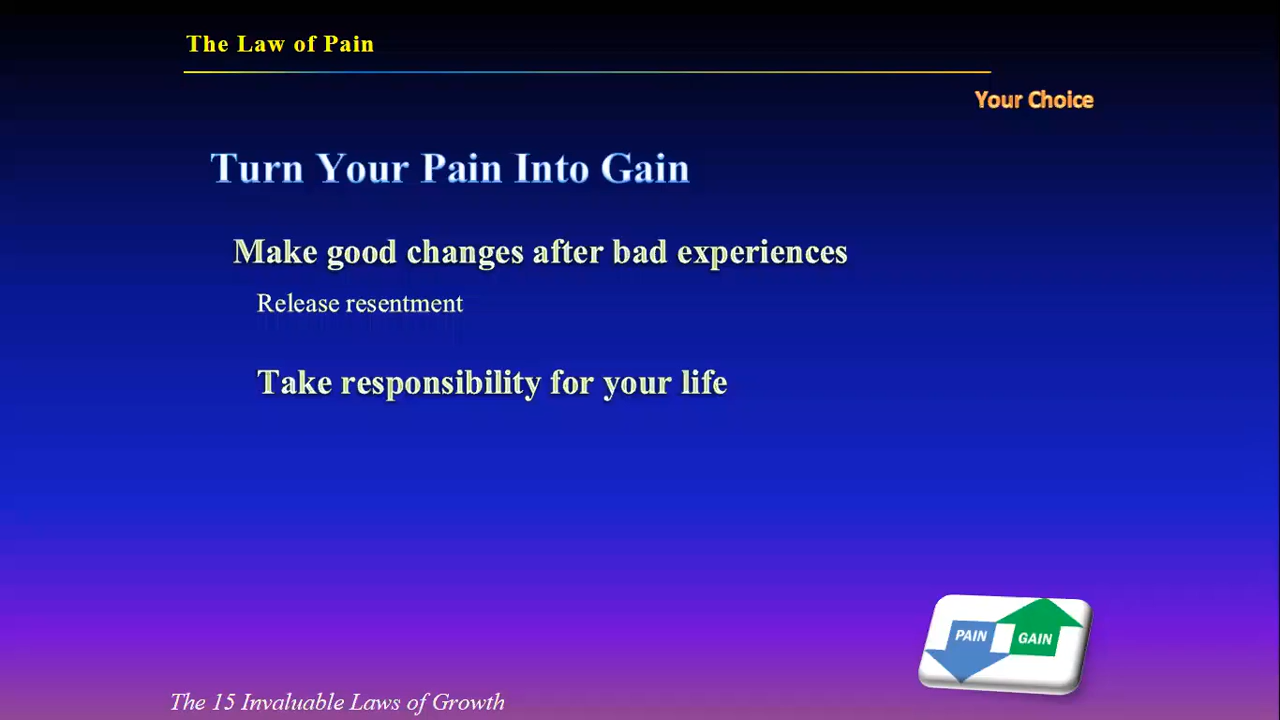 The Law of Pain
Your Choice
Turn Your Pain Into Gain
Make good changes after bad experiences
Release resentment
Take responsibility for your life
PAIN GAIN
The 15 Invaluable Laws of Growth